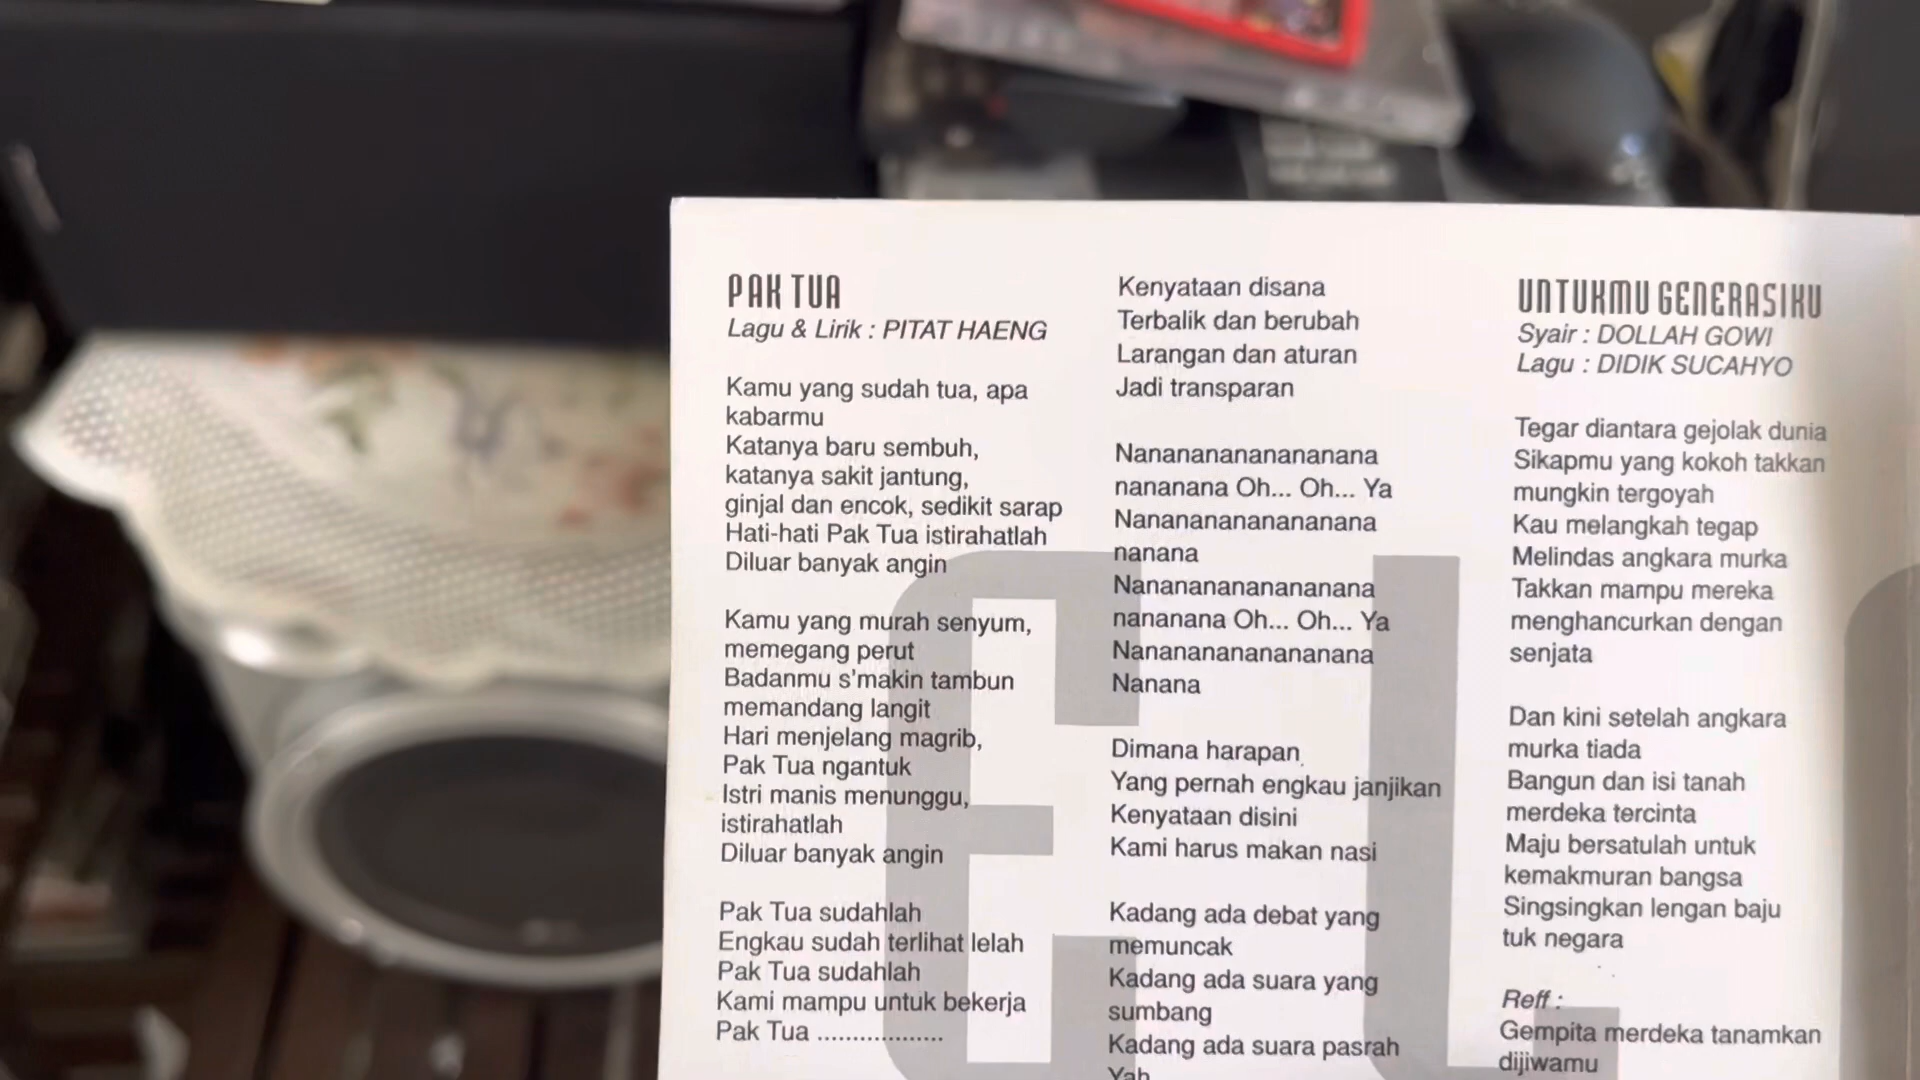 PAK TUA
Lagu & Lirik : PITAT HAENG
Kamu yang sudah tua, apa
kabarmu
Katanya baru sembuh,
katanya sakit jantung,
ginjal dan encok, sedikit sarap
Hati-hati Pak Tua istirahatlah
Diluar banyak angin
Kamu yang murah senyum,
memegang perut
Badanmu s'makin tambun
memandang langit
Hari menjelang magrib,
Pak Tua ngantuk
Istri manis menunggu,
istirahatlah
Diluar banyak angin
Pak Tua sudahlah
Engkau sudah terlihat lelah
Pak Tua sudahlah
Kami mampu untuk bekerja
Pak Tua ..................
Kenyataan disana
Terbalik dan berubah
Larangan dan aturan
Jadi transparan
Nanananananananana
nananana Oh... Oh... Ya
Nanananananananana
nanana
Nanananananananana
nananana Oh... Oh... Ya
Nanananananananana
Nanana
Dimana harapan
Yang pernah engkau janjikan
Kenyataan disini
Kami harus makan nasi
Kadang ada debat yang
memuncak
Kadang ada suara yang
sumbang
Kadang ada suara pasrah
Yah
UNTUKMU GENERASIKU
Syair : DOLLAH GOWI
Lagu : DIDIK SUCAHYO
Tegar diantara gejolak dunia
Sikapmu yang kokoh takkan
mungkin tergoyah
Kau melangkah tegap
Melindas angkara murka
Takkan mampu mereka
menghancurkan dengan
senjata
Dan kini setelah angkara
murka tiada
Bangun dan isi tanah
merdeka tercinta
Maju bersatulah untuk
kemakmuran bangsa
Singsingkan lengan baju
tuk negara
Reff :
Gempita merdeka tanamkan
dijiwamu